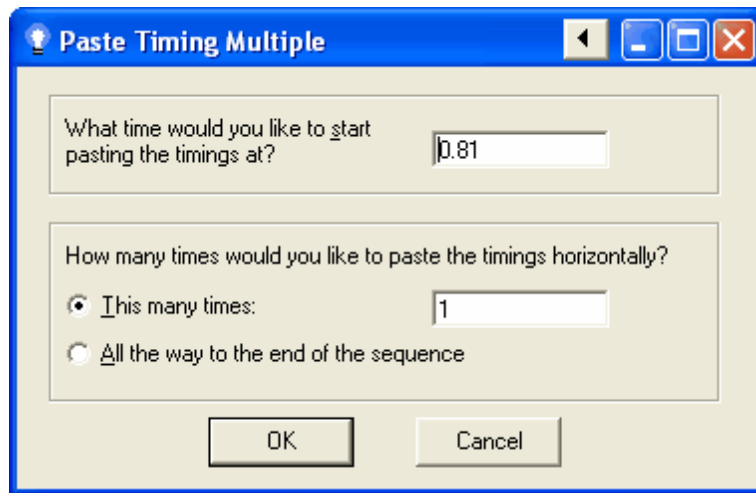 Paste Timing Multiple
What time would you like to start
pasting the timings at?
0.81
How many times would you like to paste the timings horizontally?
This many times:
1
All the way to the end of the sequence
OK
Cancel